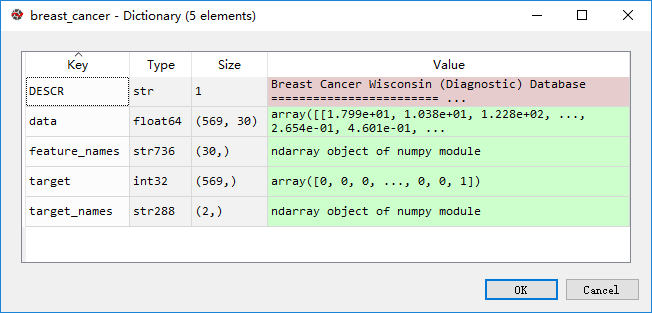 breast_cancer - Dictionary (5 elements)
Key Type Size Value
DESCR str 1 Breast Cancer Wisconsin (Diagnostic) Database
======================== ...
data float64 (569, 30) array([[1.799e+01, 1.038e+01, 1.228e+02, ...,
2.654e-01, 4.601e-01, ...
feature_names str736 (30,) ndarray object of numpy module
target int32 (569,) array([0, 0, 0, ..., 0, 0, 1])
target_names str288 (2,) ndarray object of numpy module
OK Cancel